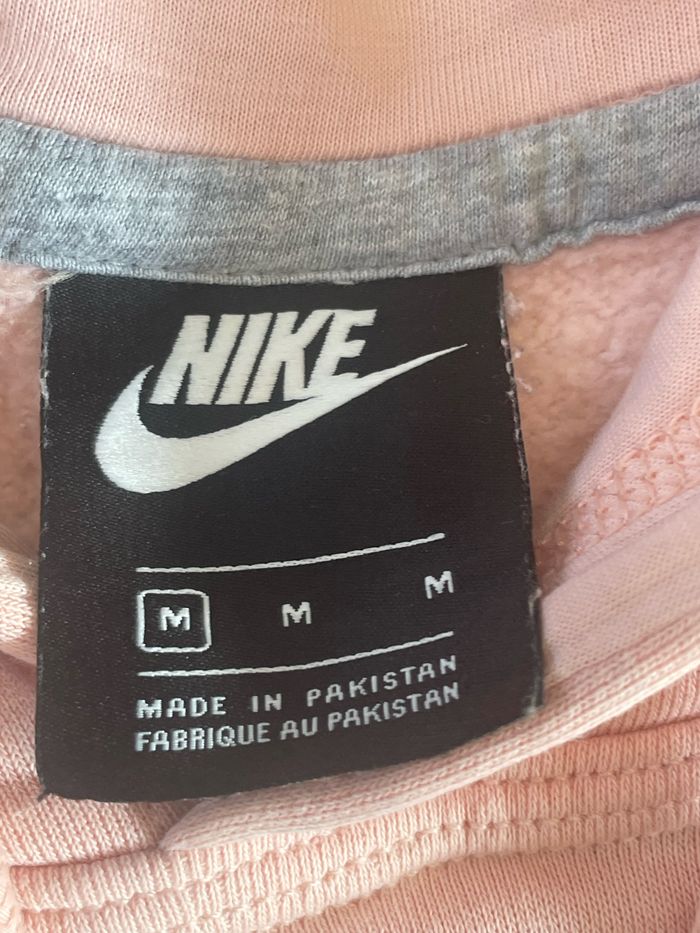 NIKE
M M M
MADE IN PAKISTAN
FABRIQUE AU PAKISTAN